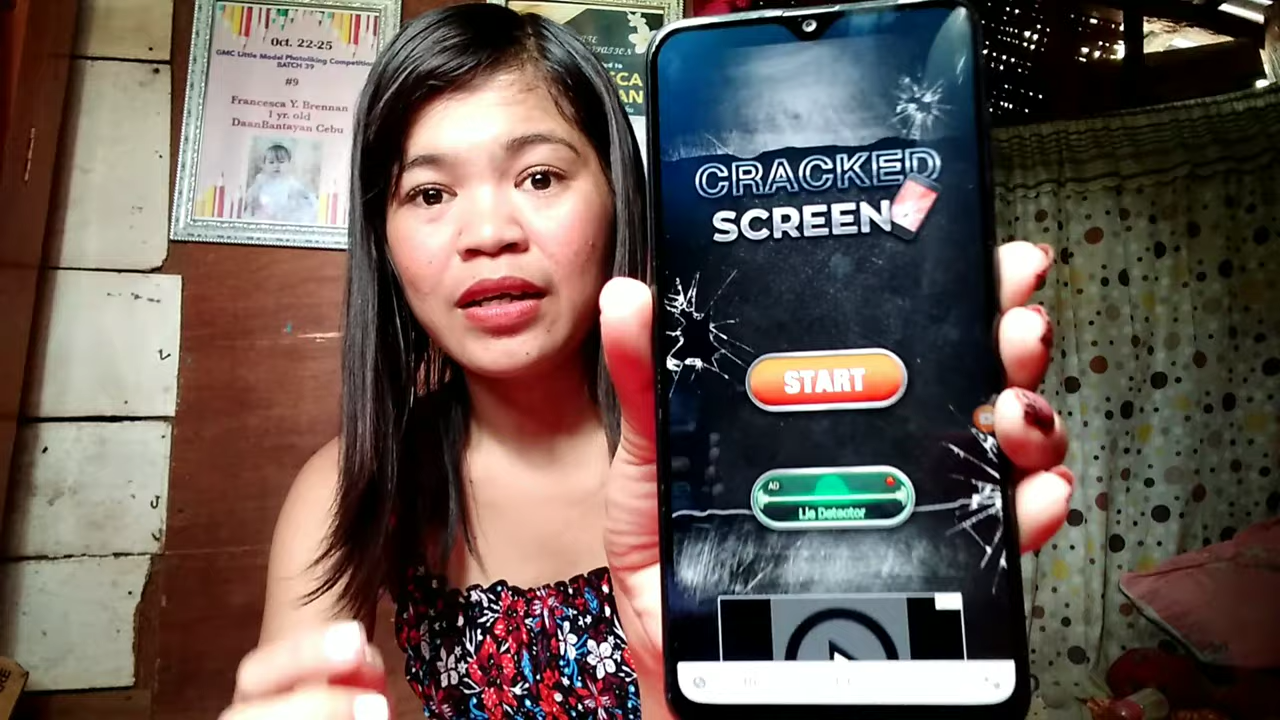 Oct. 22-25
GMC Little Model Photoliking Competition
BATCH 39
#9
Francesca Y. Brennan
1 yr. old
DaanBantayan Cebu
CRACKED
SCREEN
START
AD
Lie Detector